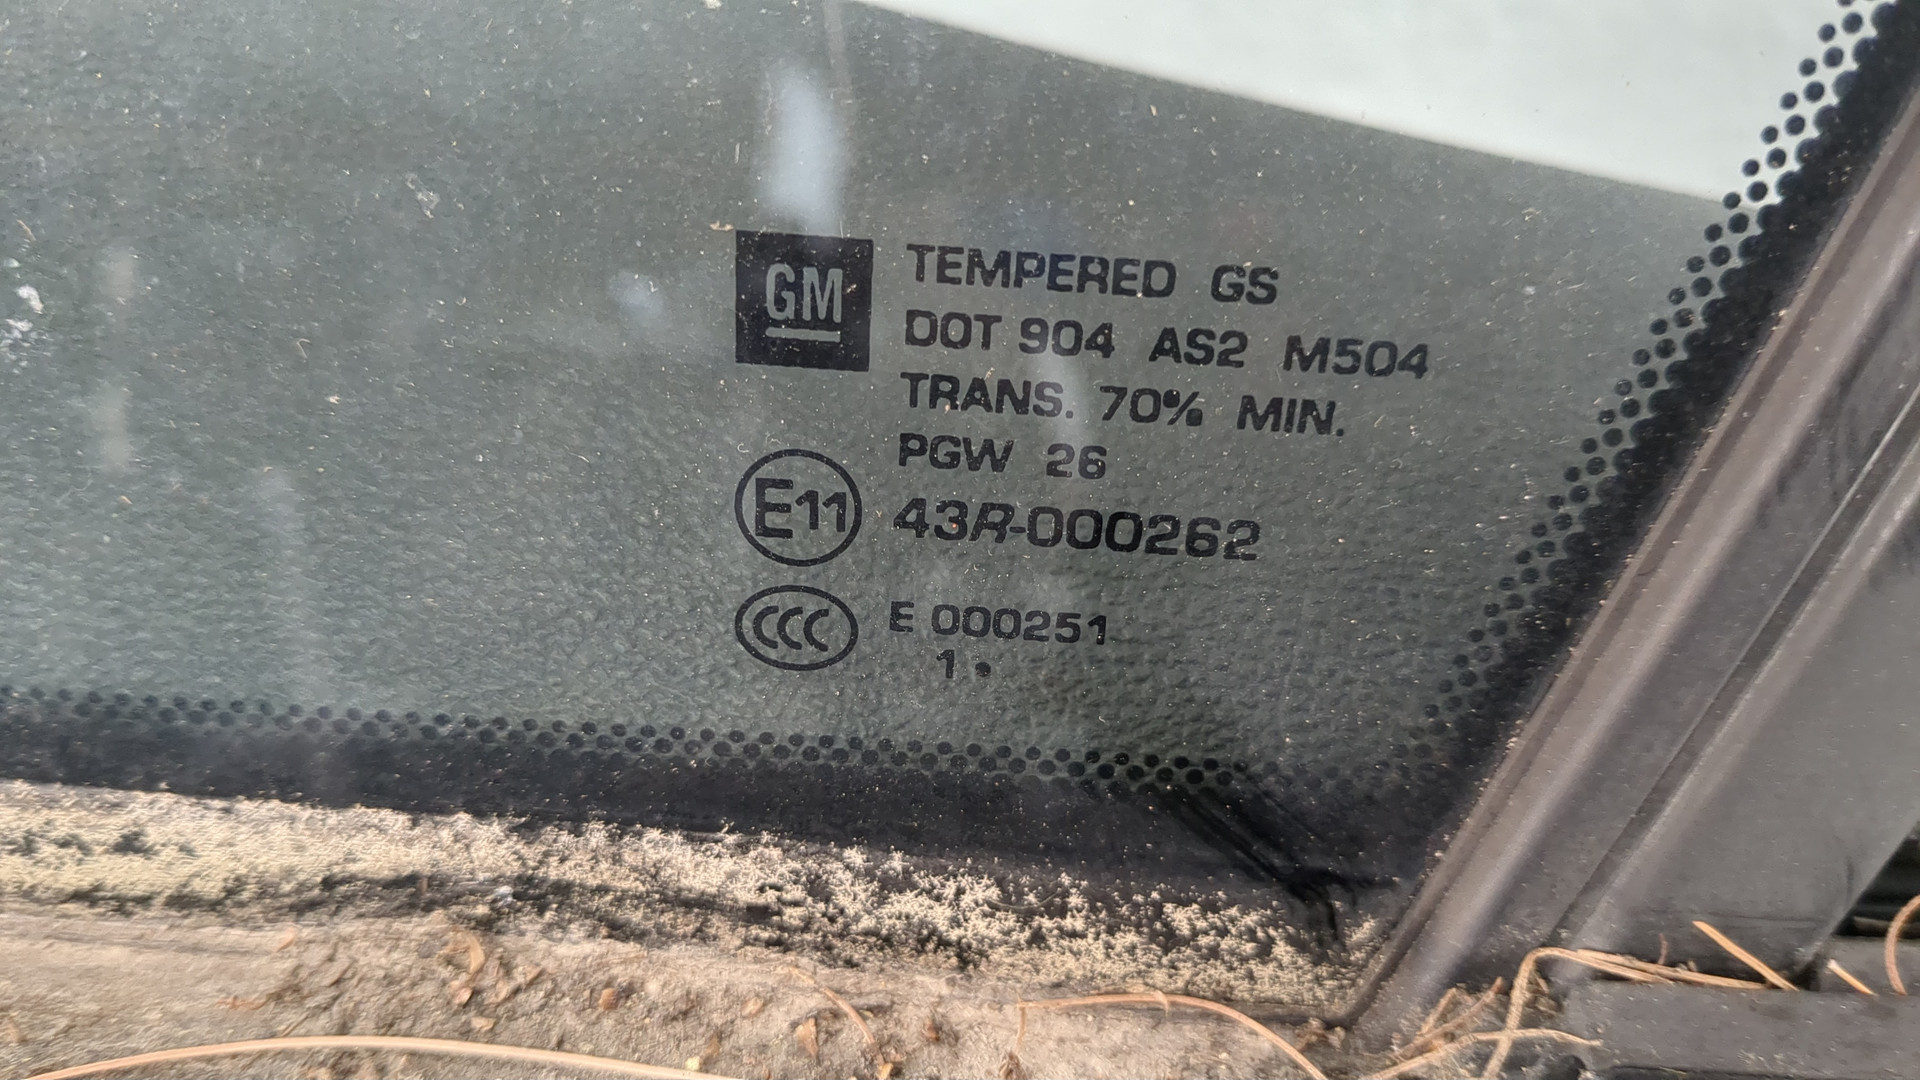 GM
TEMPERED GS
DOT 904 AS2 M504
TRANS. 70% MIN.
PGW 26
E11 43R-000262
CCC E 000251
1 •